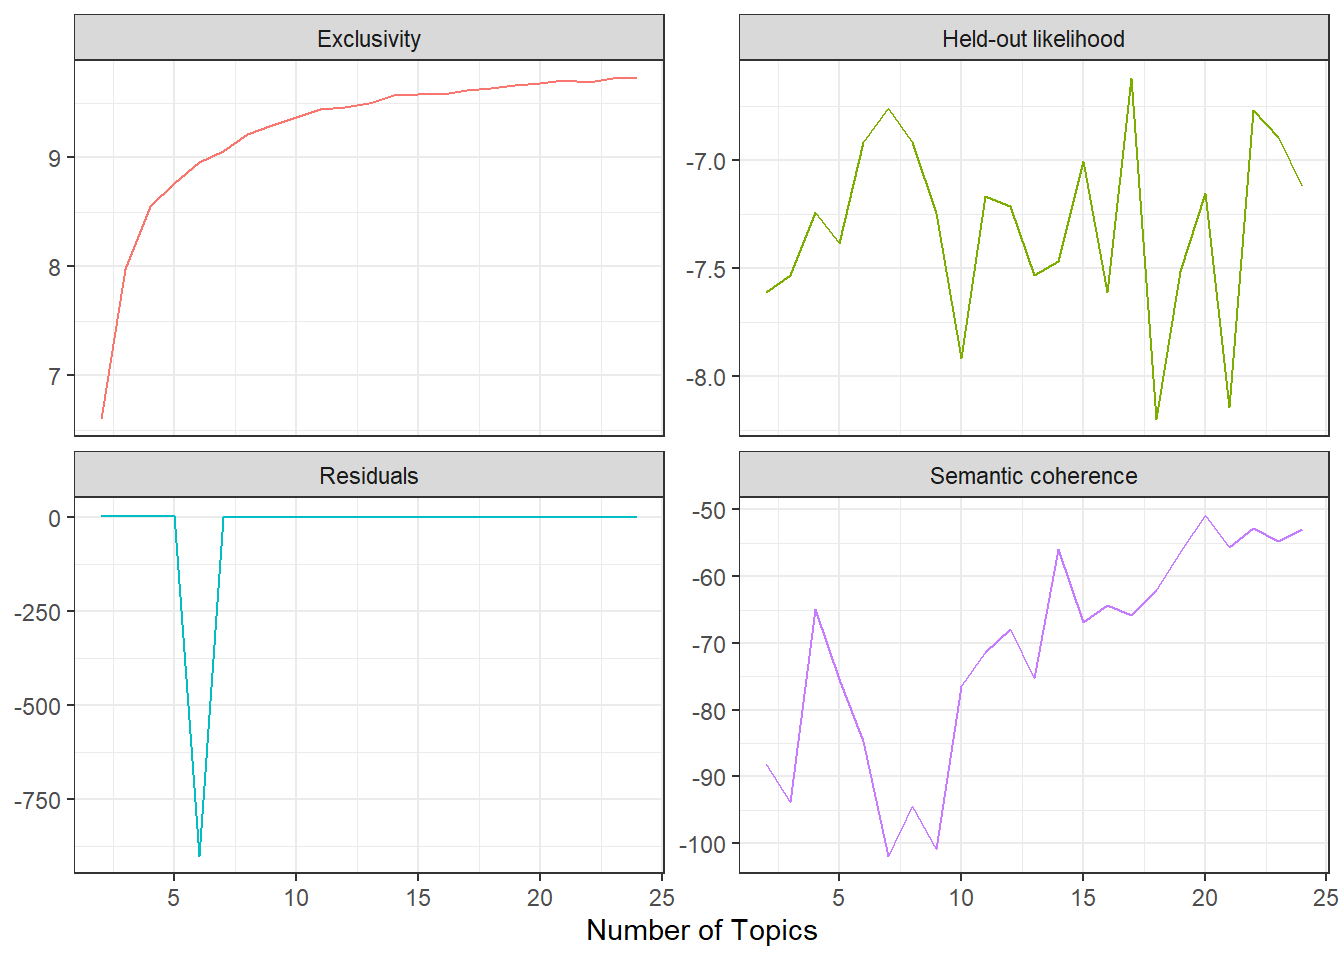 Exclusivity
Held-out likelihood
9
8
7
-7.0
-7.5
-8.0
Residuals
Semantic coherence
0
-250
-500
-750
-50
-60
-70
-80
-90
-100
5 10 15 20 25
5 10 15 20 25
Number of Topics